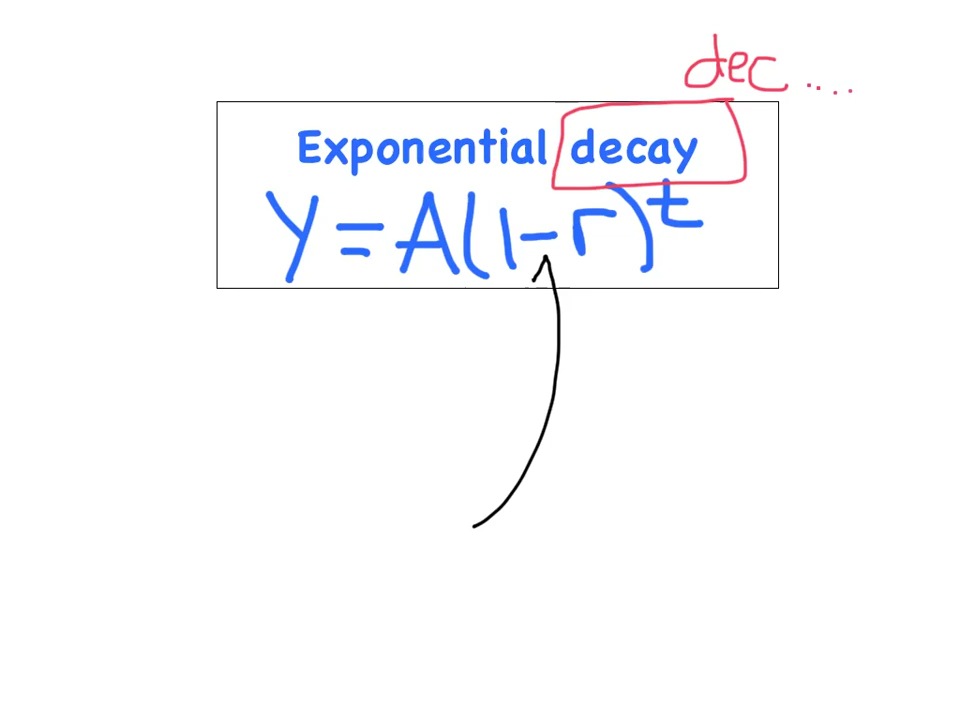 dec ....
Exponential decay
Y=A(1-r)^t